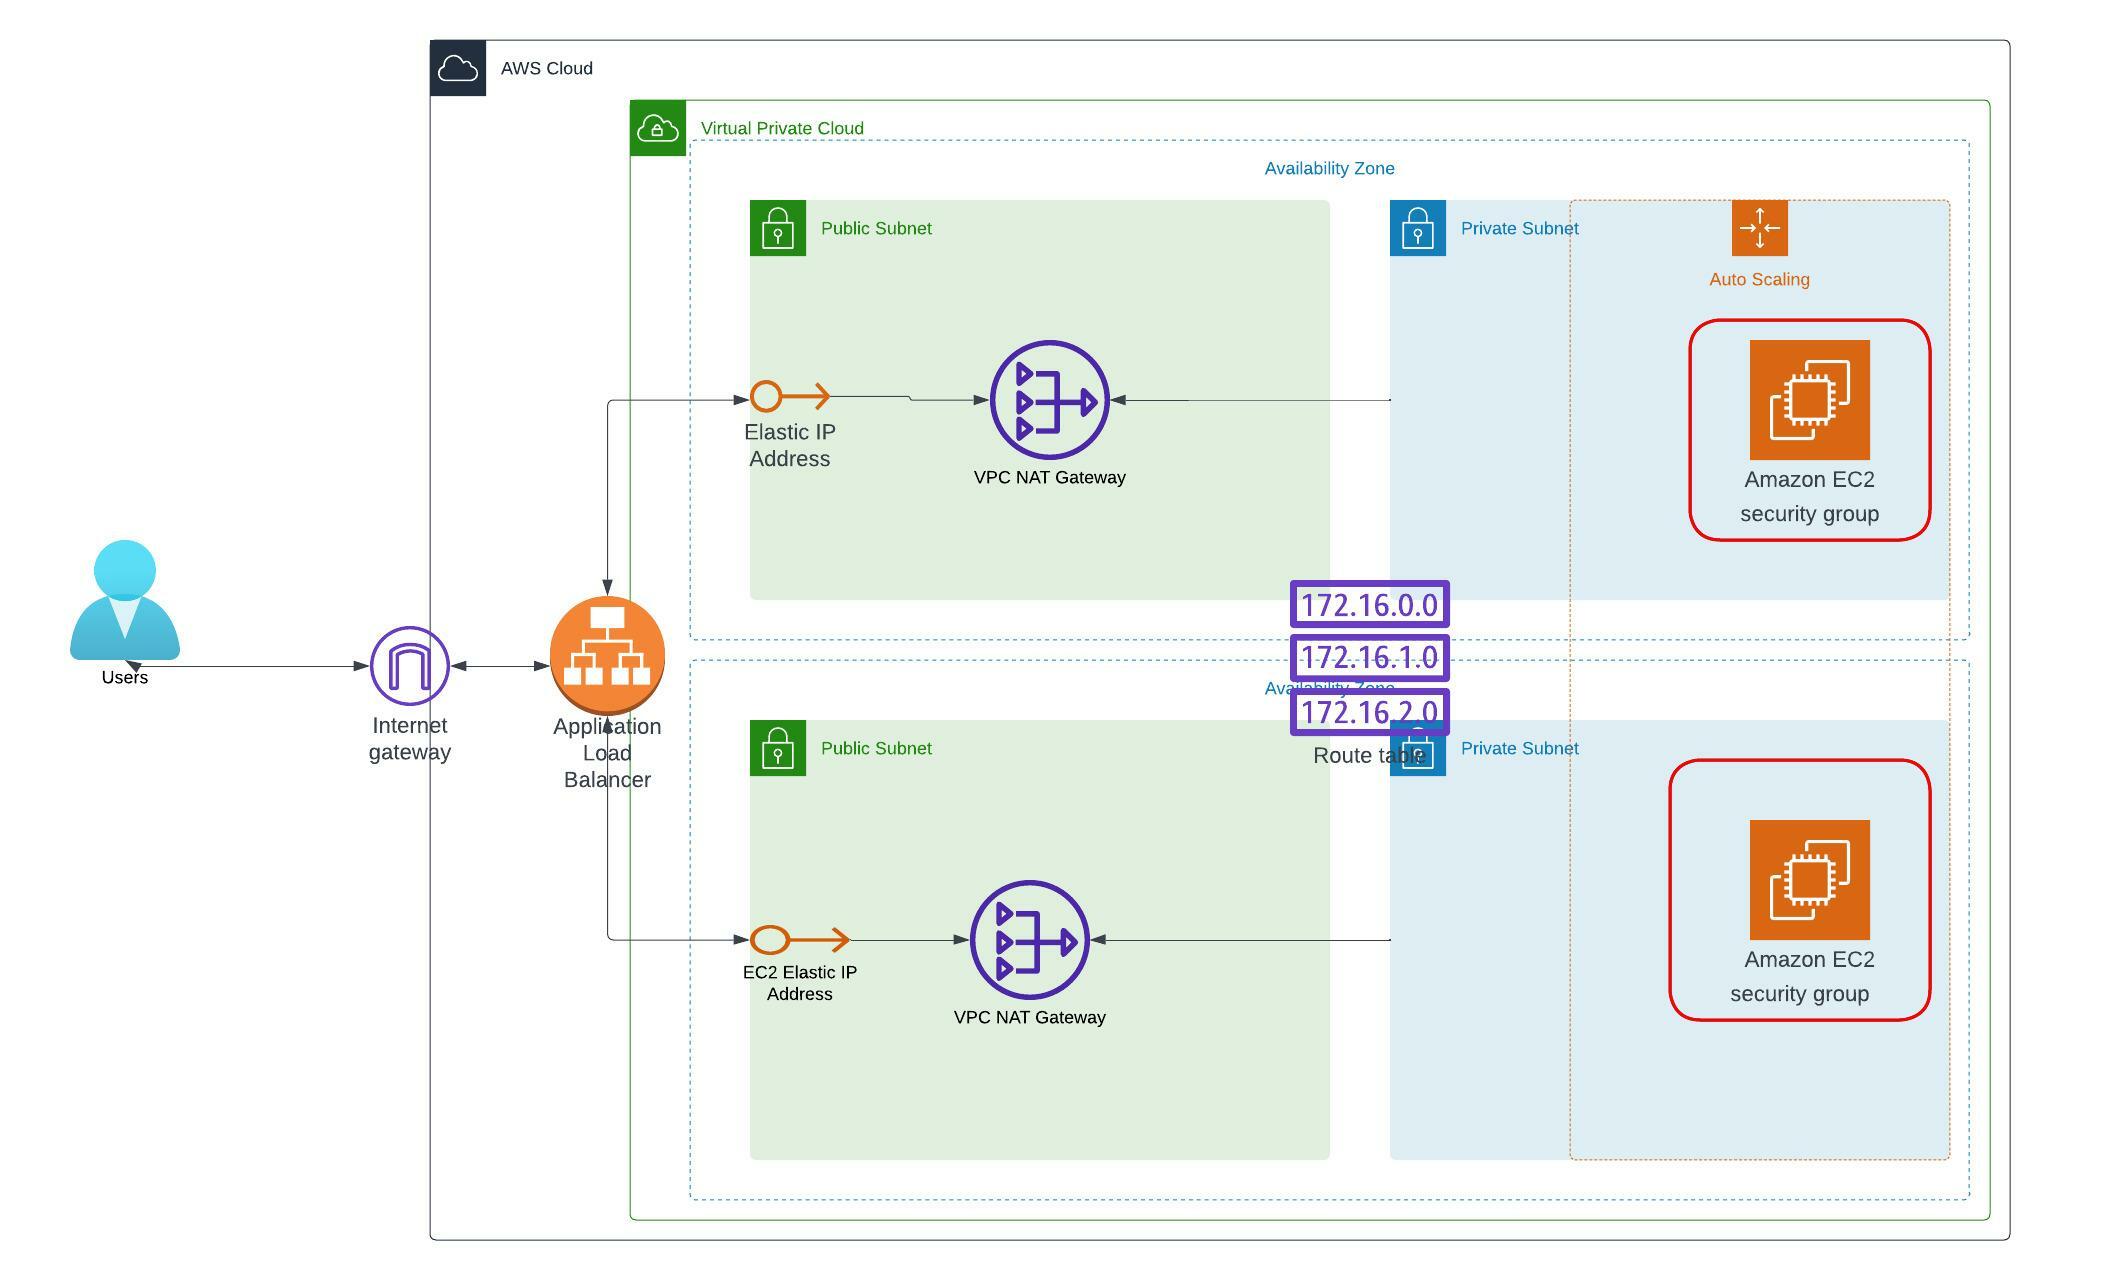 AWS Cloud
Virtual Private Cloud
Availability Zone
Public Subnet
Private Subnet
Auto Scaling
Elastic IP
Address
VPC NAT Gateway
Amazon EC2
security group
172.16.0.0
172.16.1.0
172.16.2.0
Route table
Users
Internet
gateway
Application
Load
Balancer
Availability Zone
Public Subnet
Private Subnet
EC2 Elastic IP
Address
VPC NAT Gateway
Amazon EC2
security group